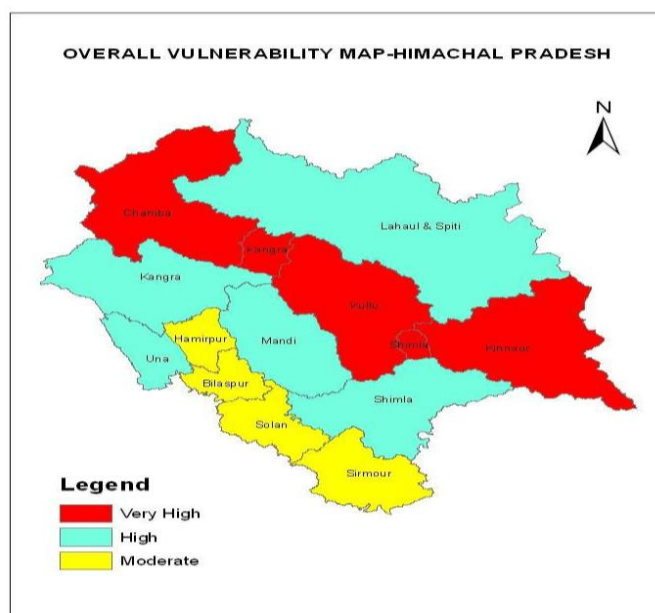 OVERALL VULNERABILITY MAP-HIMACHAL PRADESH
N
Chamba
Lahaul & Spiti
Kangra
Kangra
Kullu
Hamirpur
Mandi
Shimla
Kinnaur
Una
Bilaspur
Shimla
Solan
Sirmour
Legend
Very High
High
Moderate